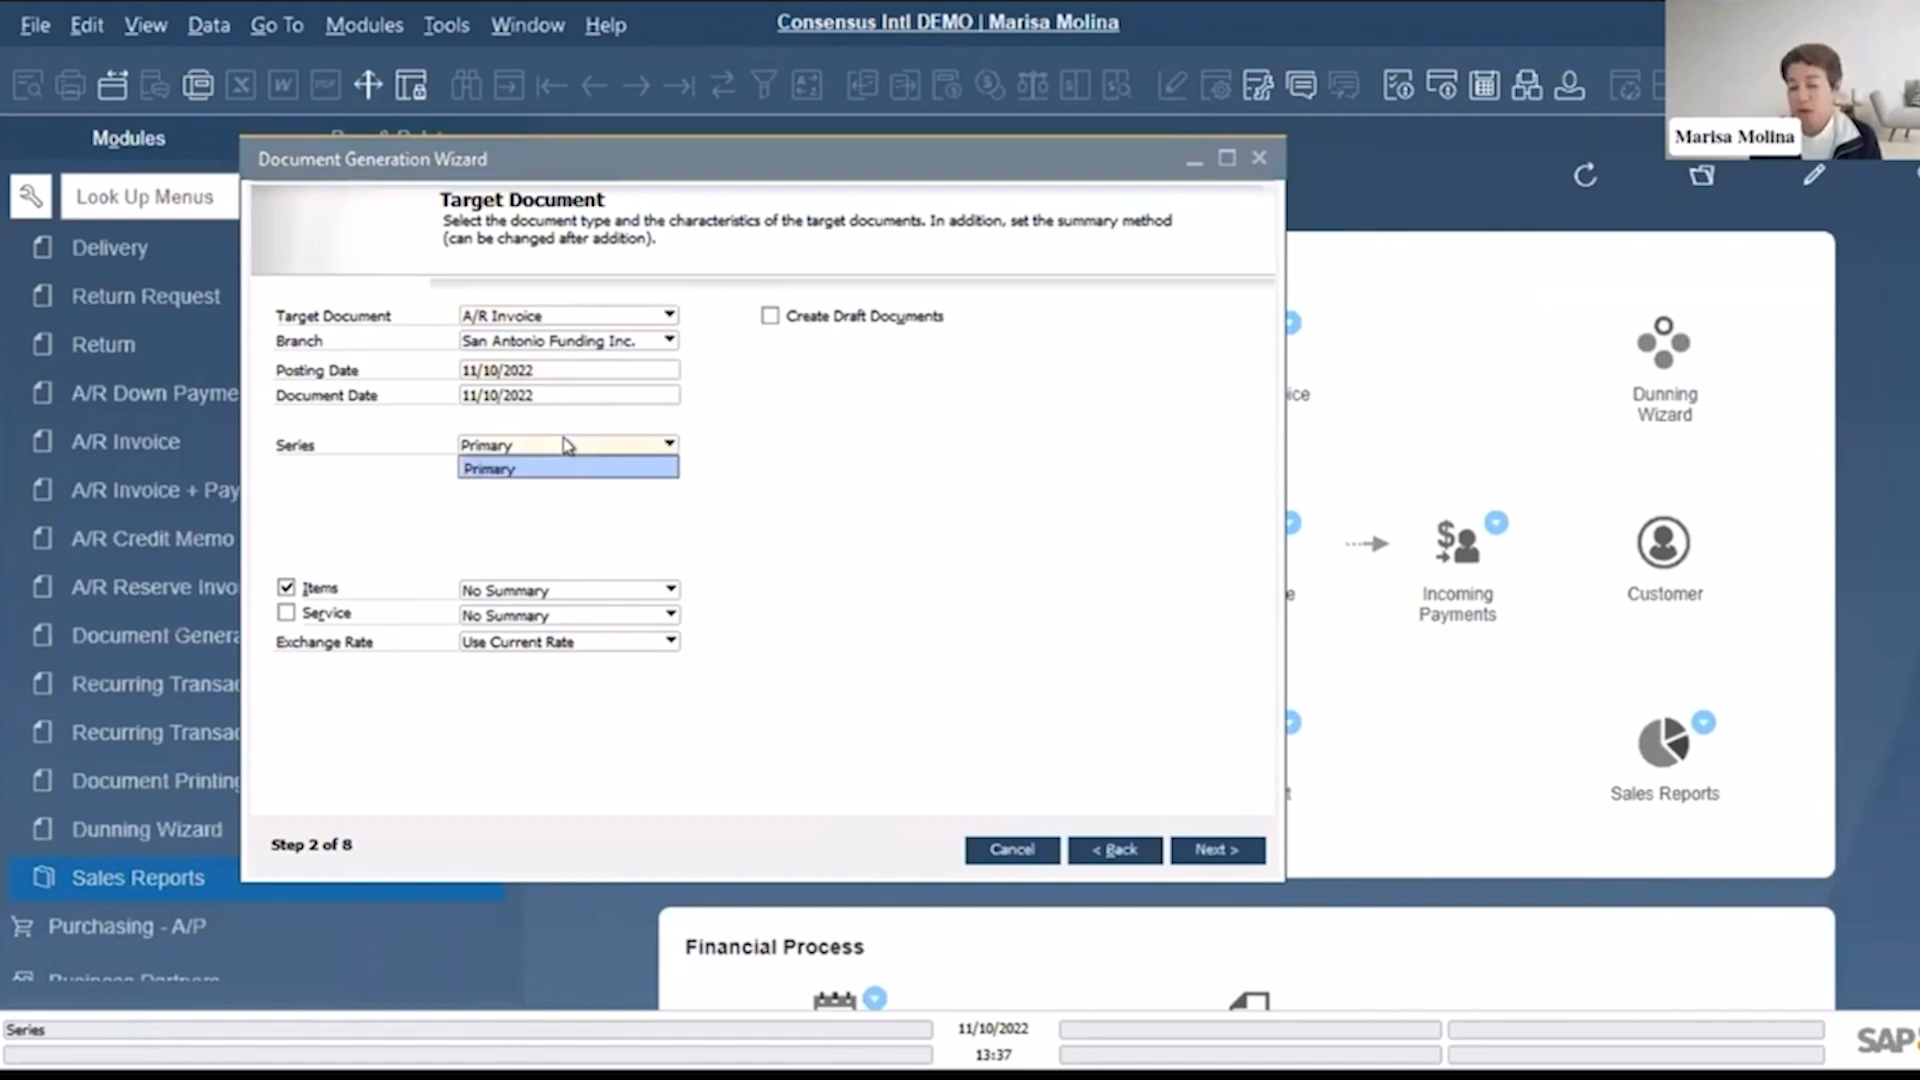 File Edit View Data Go To Modules Tools Window Help
Consensus Intl DEMO | Marisa Molina
Marisa Molina
Modules
Look Up Menus
Delivery
Return Request
Return
A/R Down Payme
A/R Invoice
A/R Invoice + Pay
A/R Credit Memo
A/R Reserve Invo
Document Genera
Recurring Transac
Recurring Transac
Document Printing
Dunning Wizard
Sales Reports
Purchasing - A/P
Document Generation Wizard
Target Document
Select the document type and the characteristics of the target documents. In addition, set the summary method
(can be changed after addition).
Target Document A/R Invoice
Create Draft Documents
Branch San Antonio Funding Inc.
Posting Date 11/10/2022
Document Date 11/10/2022
Series Primary
Primary
Items No Summary
Service No Summary
Exchange Rate Use Current Rate
Step 2 of 8
Cancel
< Back
Next >
ice
Dunning
Wizard
e
Incoming
Payments
Customer
t
Sales Reports
Financial Process
Series
11/10/2022
13:37
SAP